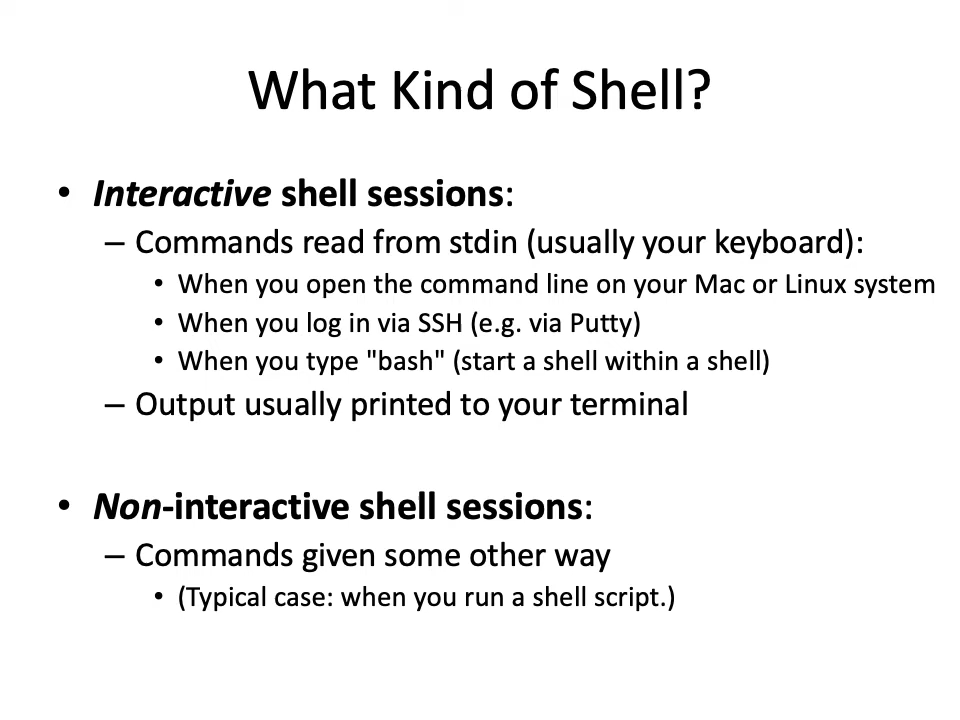 What Kind of Shell?
• Interactive shell sessions:
– Commands read from stdin (usually your keyboard):
• When you open the command line on your Mac or Linux system
• When you log in via SSH (e.g. via Putty)
• When you type "bash" (start a shell within a shell)
– Output usually printed to your terminal
• Non-interactive shell sessions:
– Commands given some other way
• (Typical case: when you run a shell script.)